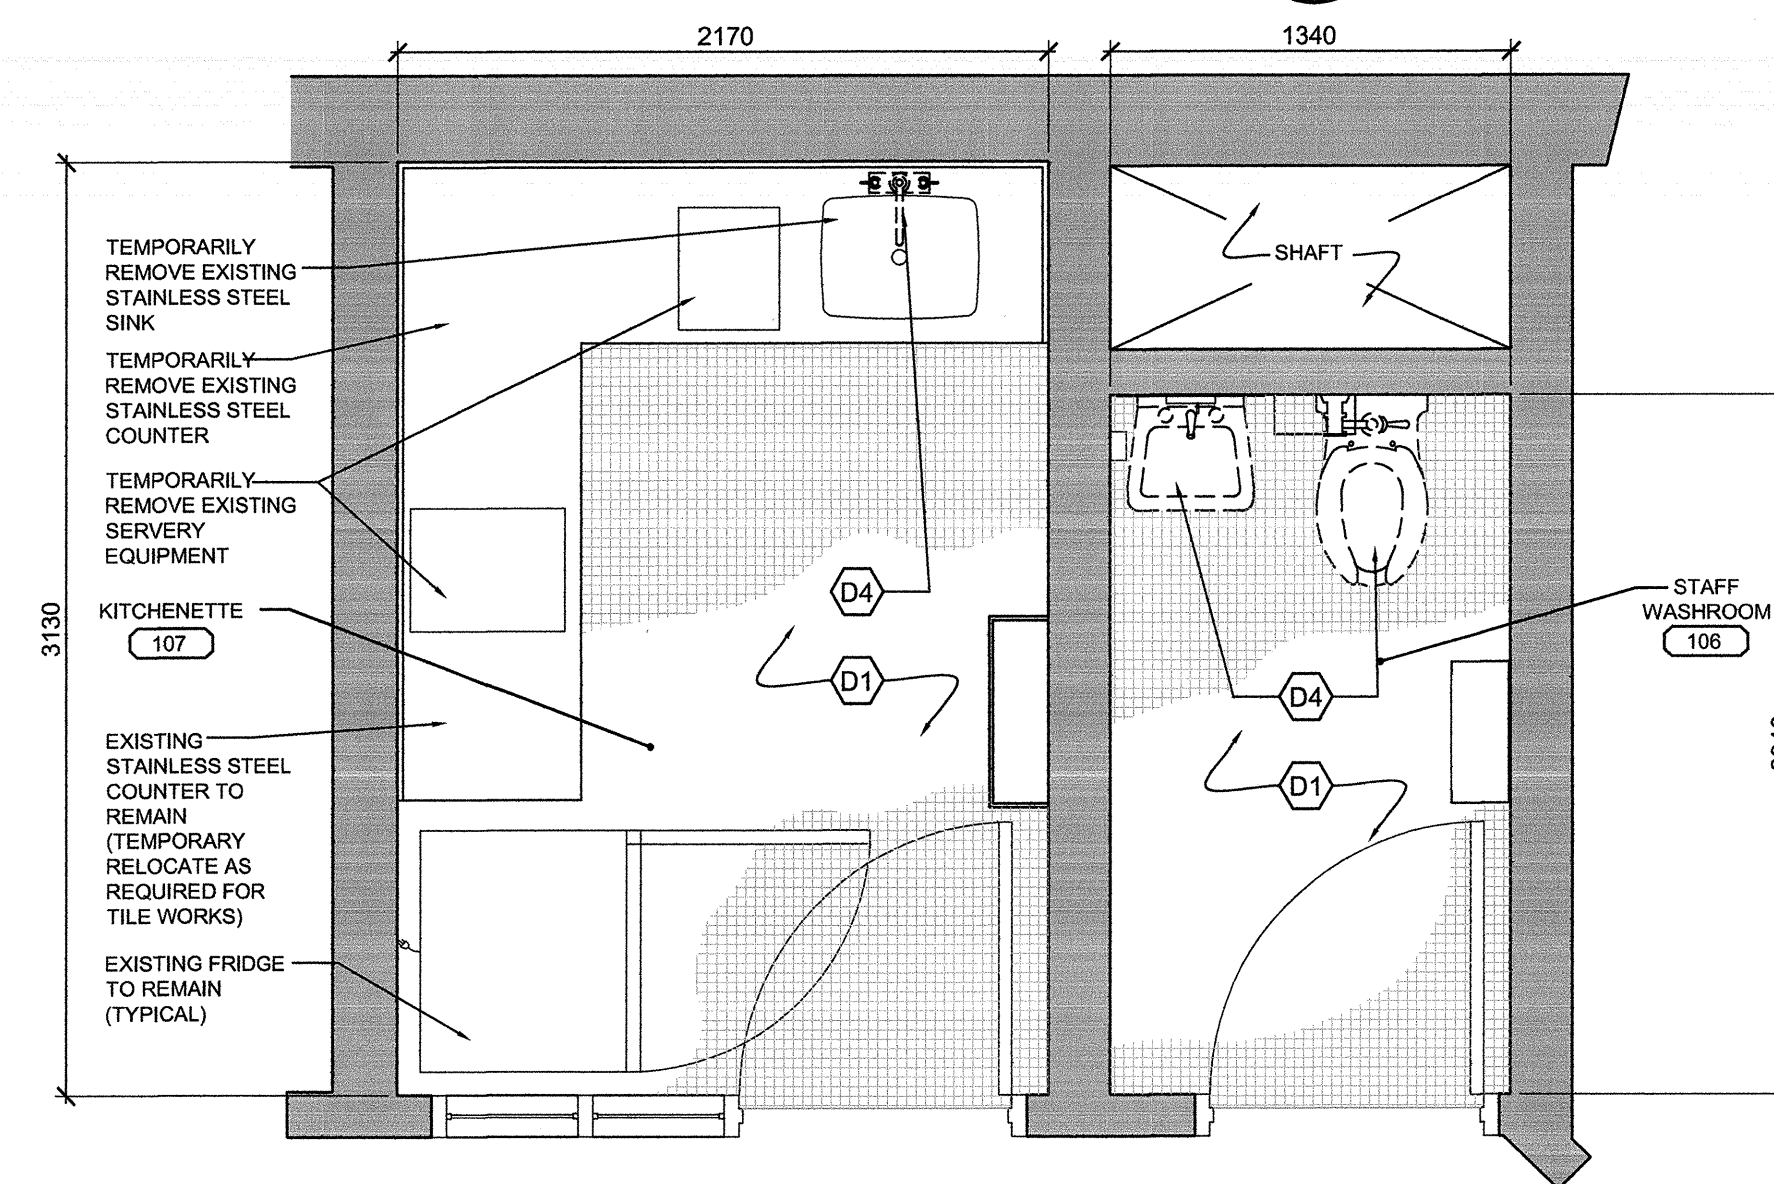 2170
1340
TEMPORARILY
REMOVE EXISTING
STAINLESS STEEL
SINK
TEMPORARILY
REMOVE EXISTING
STAINLESS STEEL
COUNTER
TEMPORARILY
REMOVE EXISTING
SERVERY
EQUIPMENT
KITCHENETTE
107
3130
EXISTING
STAINLESS STEEL
COUNTER TO
REMAIN
(TEMPORARY
RELOCATE AS
REQUIRED FOR
TILE WORKS)
EXISTING FRIDGE
TO REMAIN
(TYPICAL)
D4
D1
SHAFT
D4
D1
STAFF
WASHROOM
106